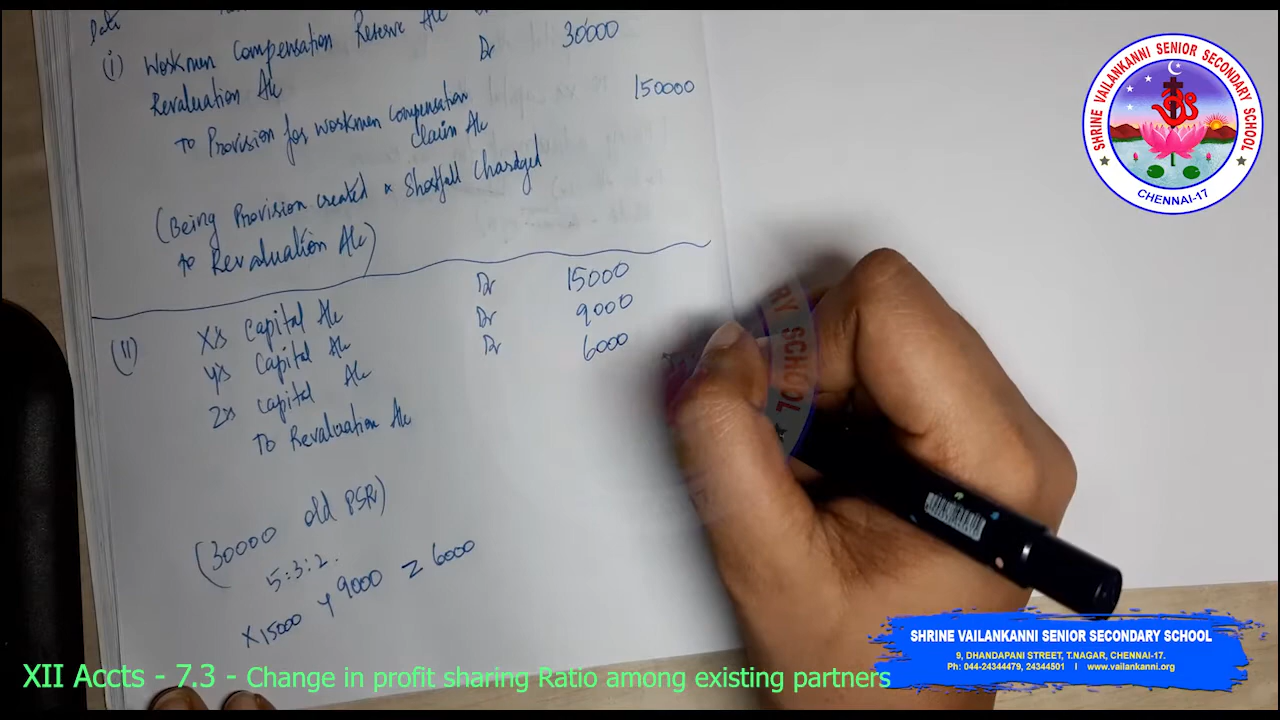 Date
(i) Workmen Compensation Reserve A/c
Revaluation A/c Dr 30000
To Provision for Workmen Compensation
Claim A/c 150000
(Being Provision created & Shortfall Chardged
to Revaluation A/c)
(II) X's Capital A/c Dr 15000
Y's Capital A/c Dr 9000
Z's Capital A/c Dr 6000
To Revaluation A/c
(30000 old PSR)
5:3:2.
X 15000 Y 9000 Z 6000
SHRINE VAILANKANNI SENIOR SECONDARY SCHOOL
CHENNAI-17
RY SCHOOL
SHRINE VAILANKANNI SENIOR SECONDARY SCHOOL
9, DHANDAPANI STREET, T.NAGAR, CHENNAI-17.
Ph: 044-24344479, 24344501 I www.vailankanni.org
XII Accts - 7.3 - Change in profit sharing Ratio among existing partners